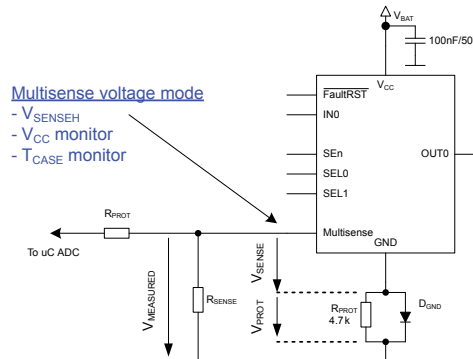 VBAT
100nF/50
Multisense voltage mode
- VSENSEH
- VCC monitor
- TCASE monitor
VCC
FaultRST
IN0
SEn
SEL0
SEL1
OUT0
Multisense
GND
RPROT
To uC ADC
VMEASURED
RSENSE
VSENSE
VPROT
RPROT
4.7k
DGND